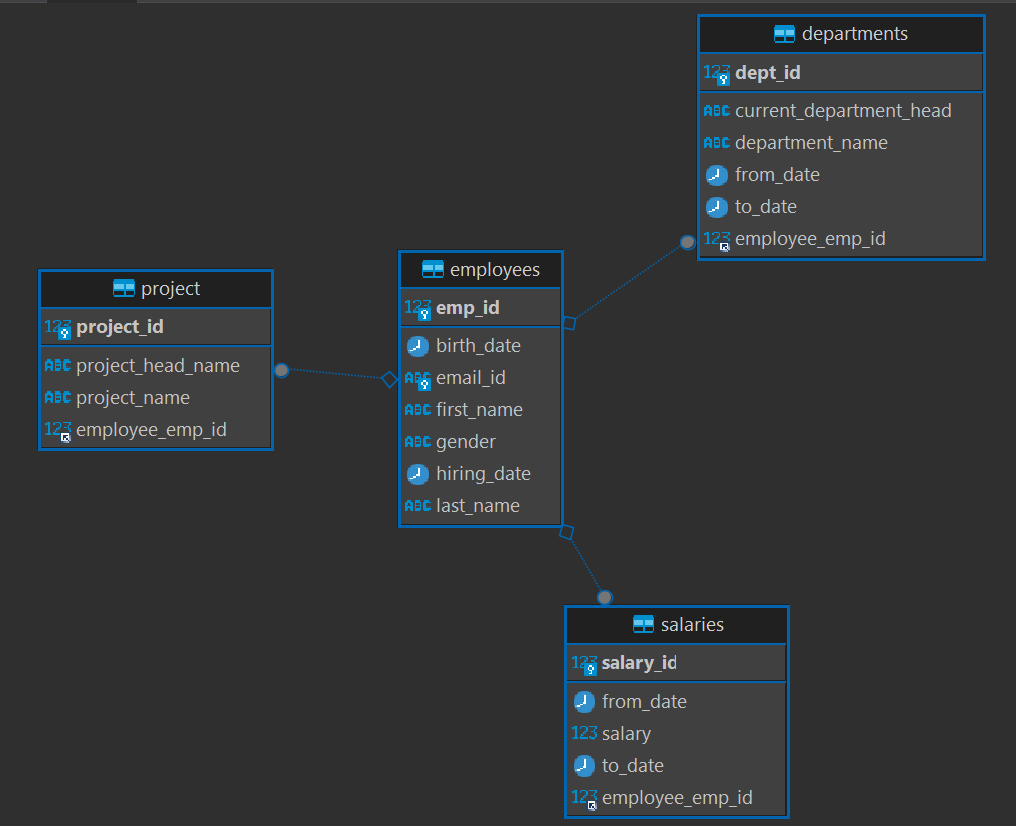 departments
123 dept_id
ABC current_department_head
ABC department_name
from_date
to_date
123 employee_emp_id
employees
123 emp_id
birth_date
ABC email_id
ABC first_name
ABC gender
hiring_date
ABC last_name
project
123 project_id
ABC project_head_name
ABC project_name
123 employee_emp_id
salaries
123 salary_id
from_date
123 salary
to_date
123 employee_emp_id